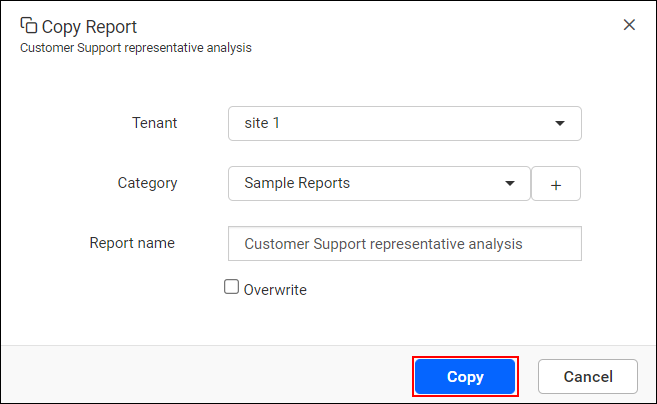 Copy Report
Customer Support representative analysis
Tenant
site 1
Category
Sample Reports
+
Report name
Customer Support representative analysis
Overwrite
Copy
Cancel